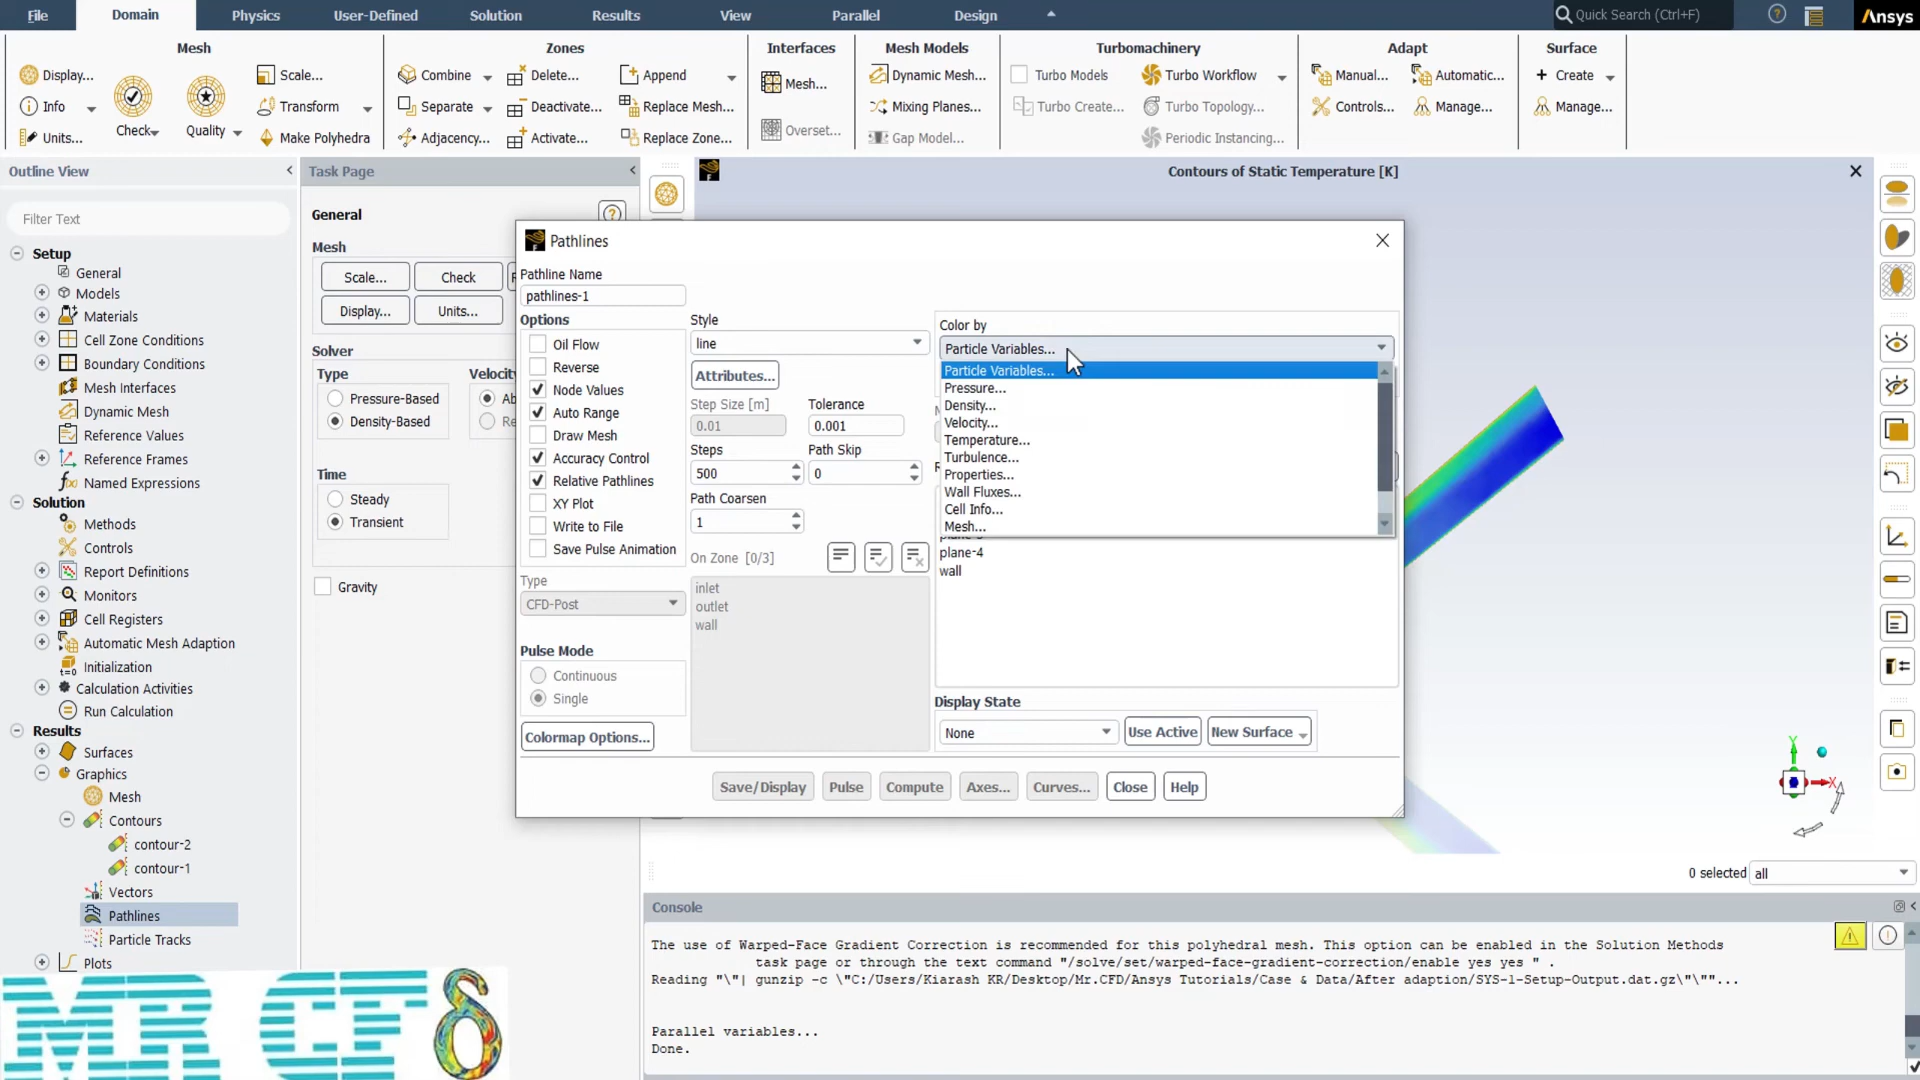 File Domain Physics User-Defined Solution Results View Parallel Design Quick Search (Ctrl+F) Ansys
Mesh Zones Interfaces Mesh Models Turbomachinery Adapt Surface
Display... Scale... Combine Delete... Append Mesh... Dynamic Mesh... Turbo Models Turbo Workflow Manual... Automatic... Create
Info Check Quality Transform Separate Deactivate... Replace Mesh... Mixing Planes... Turbo Create... Turbo Topology... Controls... Manage... Manage...
Units... Make Polyhedra Adjacency... Activate... Replace Zone... Overset... Gap Model... Periodic Instancing...
Outline View
Filter Text
Setup
General
Models
Materials
Cell Zone Conditions
Boundary Conditions
Mesh Interfaces
Dynamic Mesh
Reference Values
Reference Frames
Named Expressions
Solution
Methods
Controls
Report Definitions
Monitors
Cell Registers
Automatic Mesh Adaption
Initialization
Calculation Activities
Run Calculation
Results
Surfaces
Graphics
Mesh
Contours
contour-2
contour-1
Vectors
Pathlines
Particle Tracks
Plots
MR CFD
Task Page
General
Mesh
Scale... Check
Display... Units...
Solver
Type
Pressure-Based
Density-Based
Time
Steady
Transient
Gravity
Contours of Static Temperature [K]
Pathlines
Pathline Name
pathlines-1
Options
Oil Flow
Reverse
Node Values
Auto Range
Draw Mesh
Accuracy Control
Relative Pathlines
XY Plot
Write to File
Save Pulse Animation
Type
CFD-Post
Pulse Mode
Continuous
Single
Colormap Options...
Style
line
Attributes...
Step Size [m] Tolerance
0.01 0.001
Steps Path Skip
500 0
Path Coarsen
1
On Zone [0/3]
inlet
outlet
wall
Color by
Particle Variables...
Particle Variables...
Pressure...
Density...
Velocity...
Temperature...
Turbulence...
Properties...
Wall Fluxes...
Cell Info...
Mesh...
plane-4
wall
Display State
None Use Active New Surface
Save/Display Pulse Compute Axes... Curves... Close Help
Y
X
0 selected all
Console
The use of Warped-Face Gradient Correction is recommended for this polyhedral mesh. This option can be enabled in the Solution Methods
task page or through the text command "/solve/set/warped-face-gradient-correction/enable yes yes " .
Reading "\"| gunzip -c \"C:/Users/Kiarash KR/Desktop/Mr.CFD/Ansys Tutorials/Case & Data/After adaption/SYS-1-Setup-Output.dat.gz\"\""...
Parallel variables...
Done.